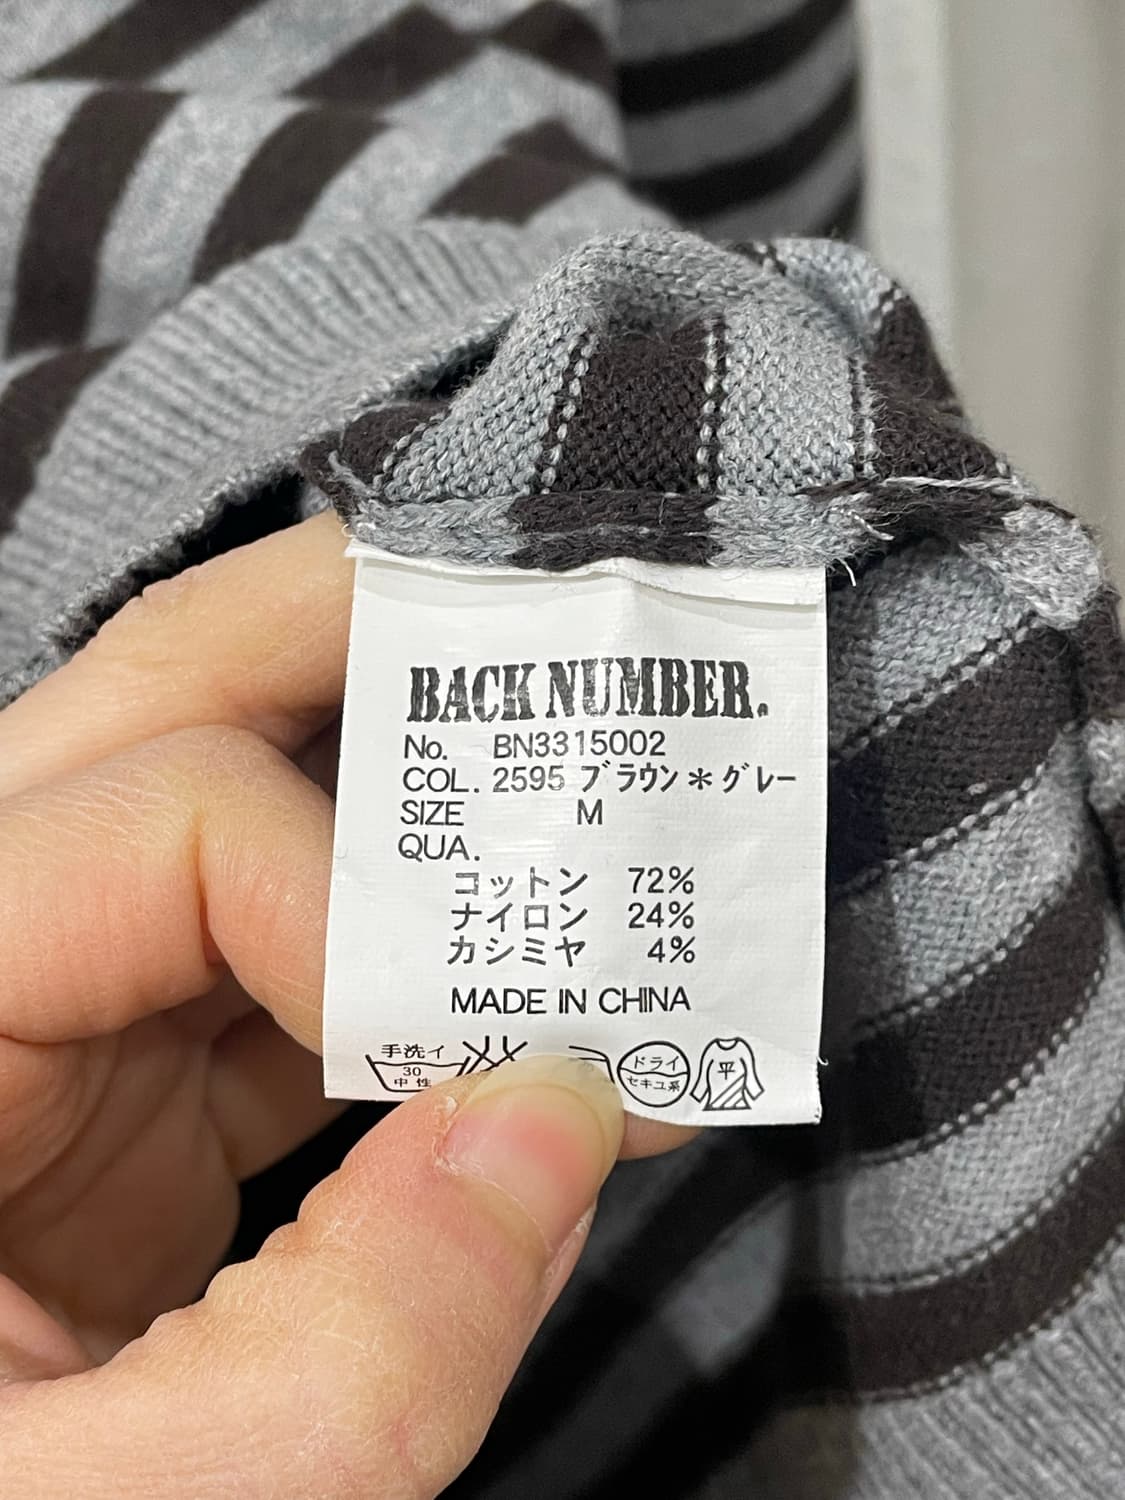 BACK NUMBER.
No. BN3315002
COL. 2595 ブラウン＊グレー
SIZE M
QUA.
コットン 72%
ナイロン 24%
カシミヤ 4%
MADE IN CHINA
手洗イ
30
中性
ドライ
セキユ系
平